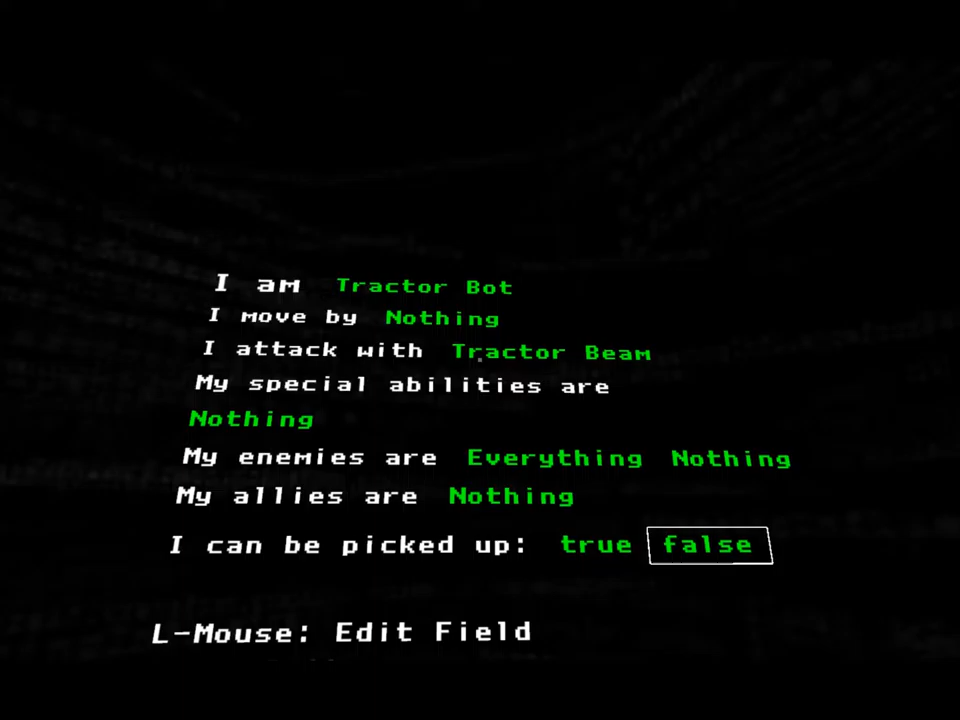 I am Tractor Bot
I move by Nothing
I attack with Tractor Beam
My special abilities are
Nothing
My enemies are Everything Nothing
My allies are Nothing
I can be picked up: true false
L-Mouse: Edit Field